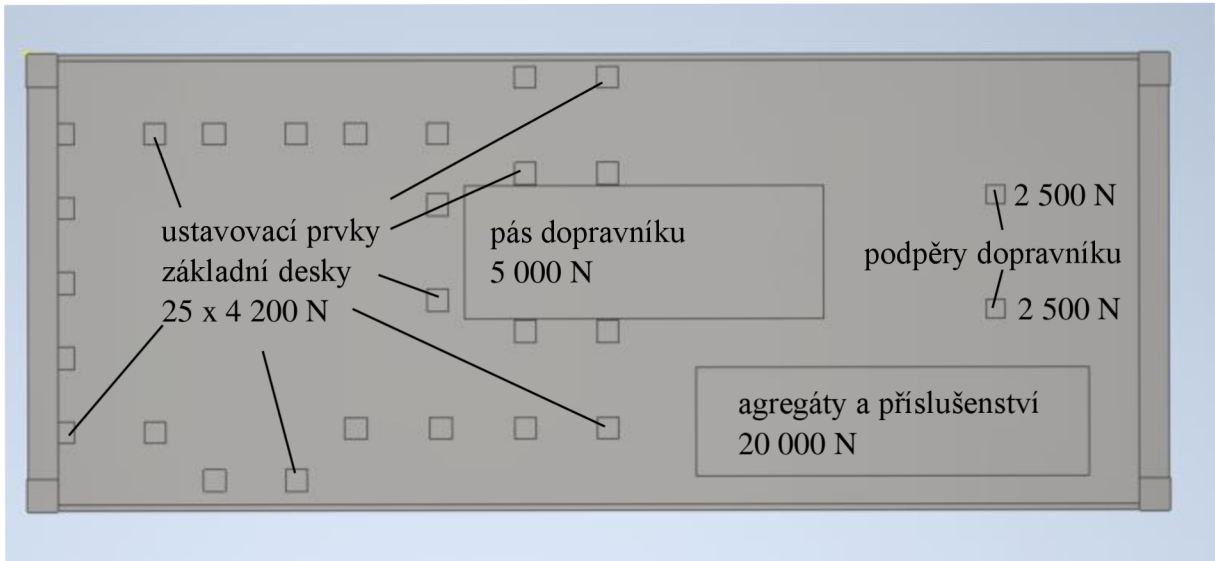 ustavovací prvky
základní desky
25 x 4 200 N
pás dopravníku
5 000 N
2 500 N
podpěry dopravníku
2 500 N
agregáty a příslušenství
20 000 N